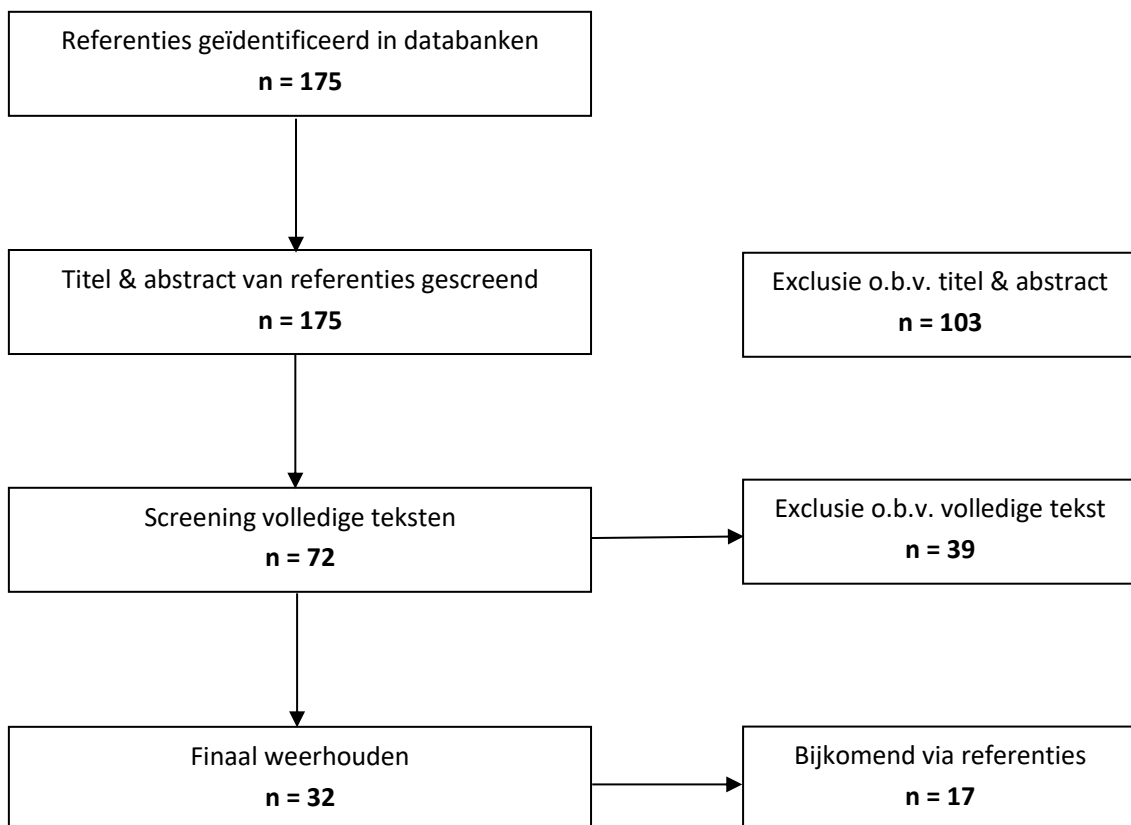 Referenties geïdentificeerd in databanken
n = 175
Titel & abstract van referenties gescreend
n = 175
Exclusie o.b.v. titel & abstract
n = 103
Screening volledige teksten
n = 72
Exclusie o.b.v. volledige tekst
n = 39
Finaal weerhouden
n = 32
Bijkomend via referenties
n = 17